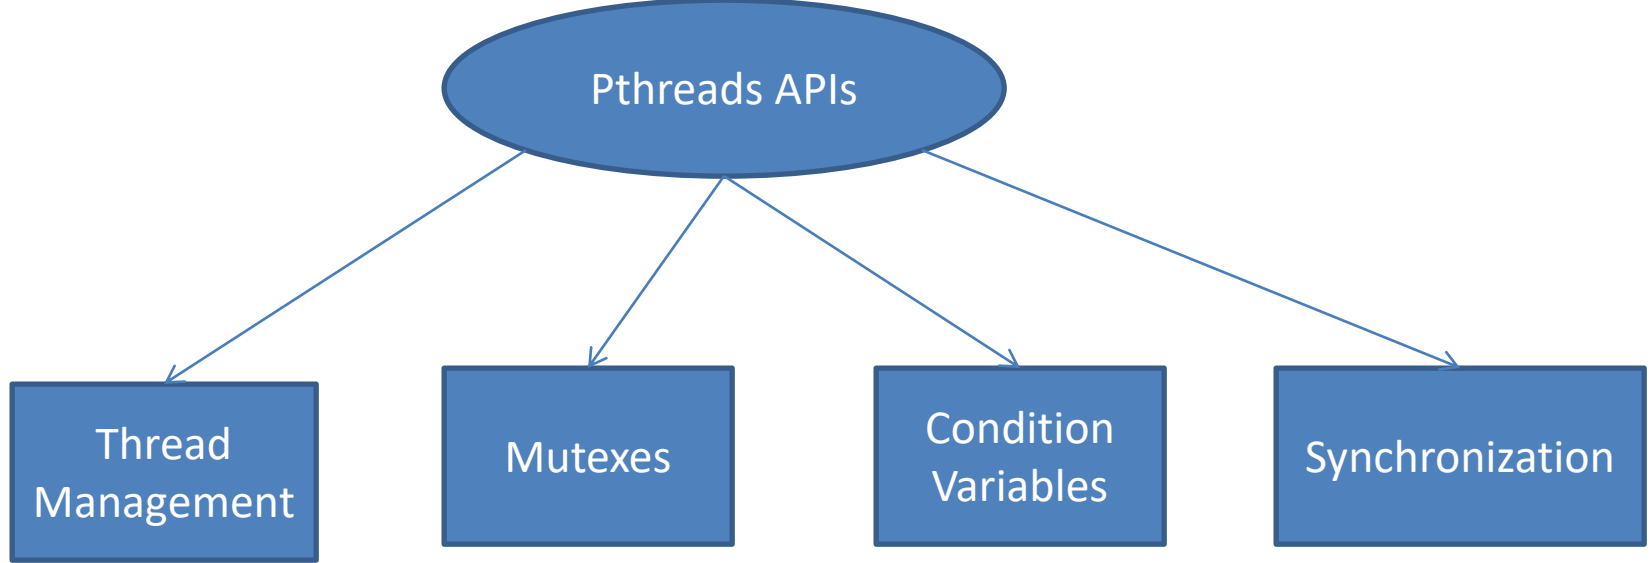 Pthreads APIs
Thread
Management
Mutexes
Condition
Variables
Synchronization